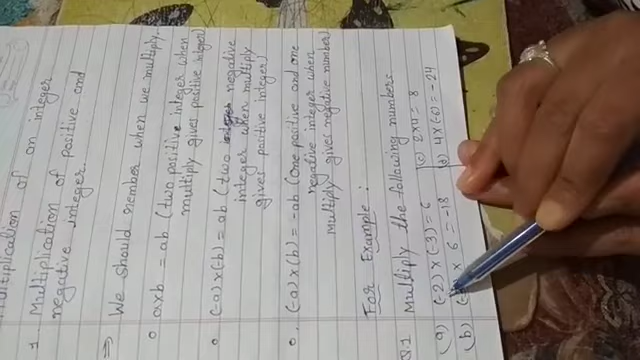 Multiplication of an integer
1. Multiplication of positive and
negative integer.
⇒ We should remember when we multiply.
o axb = ab (two positive integer when
multiply gives positive integer)
o (-a) x (b) = ab (two negative
integer when multiply
gives positive integer)
o. (-a) x (b) = -ab (one positive and one
negative integer when
multiply gives negative number)
For Example :
Q.1 Multiply the following numbers
(a) (-2) x (-3) = 6
(c) 2 x 4 = 8
(b) x 6 = -18
(d) 4 x (-6) = -24